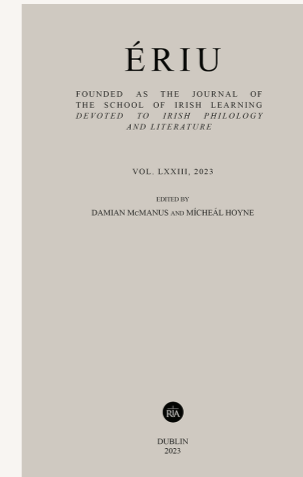 ÉRIU
FOUNDED AS THE JOURNAL OF
THE SCHOOL OF IRISH LEARNING
DEVOTED TO IRISH PHILOLOGY
AND LITERATURE
VOL. LXXIII, 2023
EDITED BY
DAMIAN McMANUS AND MÍCHEÁL HOYNE
RIA
DUBLIN
2023